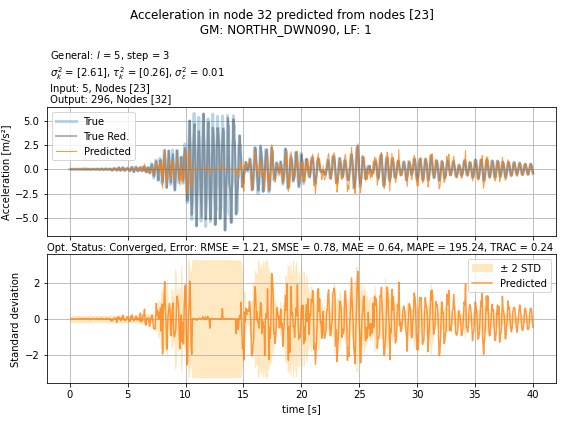 Acceleration in node 32 predicted from nodes [23]
GM: NORTHR_DWN090, LF: 1
General: l = 5, step = 3
σ²ₖ = [2.61], τ²ₖ = [0.26], σ²ε = 0.01
Input: 5, Nodes [23]
Output: 296, Nodes [32]
Acceleration [m/s²]
5.0
2.5
0.0
−2.5
−5.0
True
True Red.
Predicted
Opt. Status: Converged, Error: RMSE = 1.21, SMSE = 0.78, MAE = 0.64, MAPE = 195.24, TRAC = 0.24
Standard deviation
2
0
−2
± 2 STD
Predicted
0 5 10 15 20 25 30 35 40
time [s]